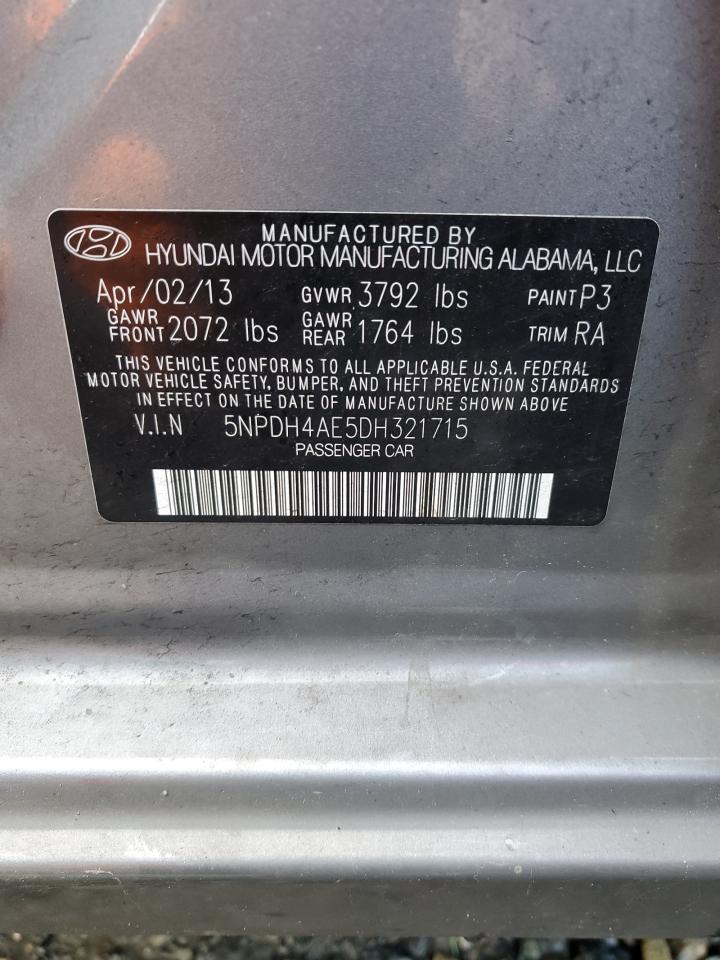 MANUFACTURED BY
HYUNDAI MOTOR MANUFACTURING ALABAMA, LLC
Apr/02/13 GVWR 3792 lbs PAINT P3
GAWR FRONT 2072 lbs GAWR REAR 1764 lbs TRIM RA
THIS VEHICLE CONFORMS TO ALL APPLICABLE U.S.A. FEDERAL
MOTOR VEHICLE SAFETY, BUMPER, AND THEFT PREVENTION STANDARDS
IN EFFECT ON THE DATE OF MANUFACTURE SHOWN ABOVE
V.I.N 5NPDH4AE5DH321715
PASSENGER CAR